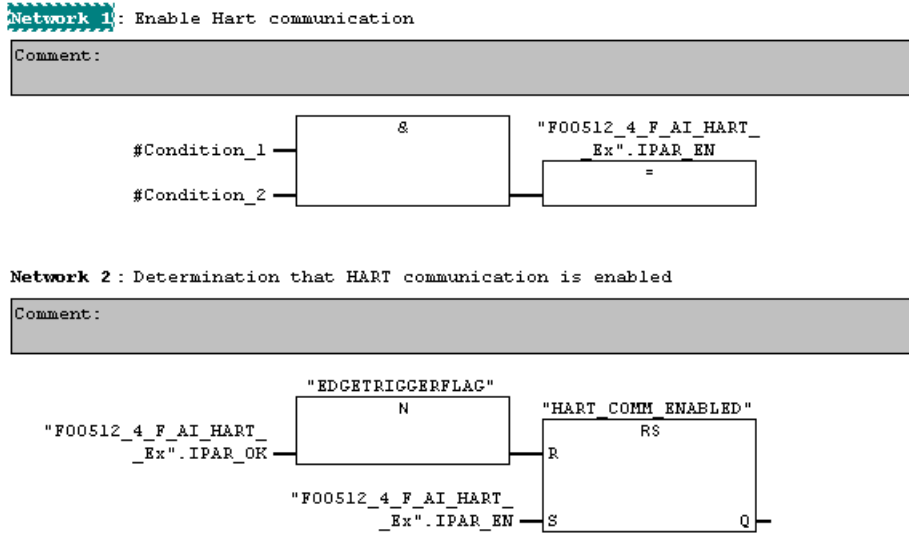 Network 1: Enable Hart communication
Comment:
&
"F00512_4_F_AI_HART_
_Ex".IPAR_EN
=
#Condition_1
#Condition_2
Network 2: Determination that HART communication is enabled
Comment:
"EDGETRIGGERFLAG"
N
"HART_COMM_ENABLED"
RS
"F00512_4_F_AI_HART_
_Ex".IPAR_OK
R
"F00512_4_F_AI_HART_
_Ex".IPAR_EN
S
Q